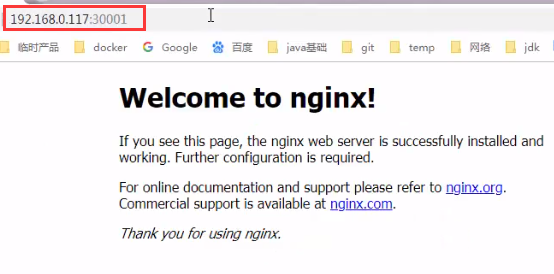 192.168.0.117:30001
临时产品 docker Google 百度 java基础 git temp 网络 jdk
Welcome to nginx!
If you see this page, the nginx web server is successfully installed and
working. Further configuration is required.
For online documentation and support please refer to nginx.org.
Commercial support is available at nginx.com.
Thank you for using nginx.